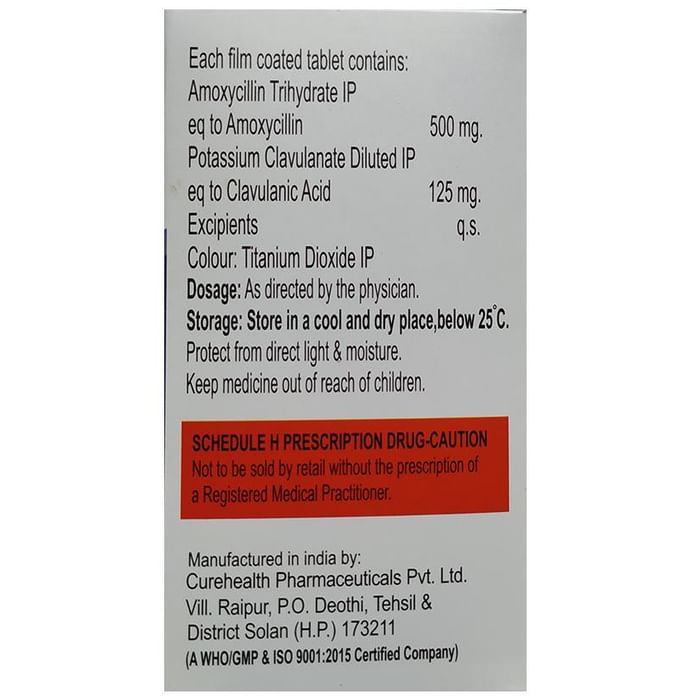 Each film coated tablet contains:
Amoxycillin Trihydrate IP
eq to Amoxycillin 500 mg.
Potassium Clavulanate Diluted IP
eq to Clavulanic Acid 125 mg.
Excipients q.s.
Colour: Titanium Dioxide IP
Dosage: As directed by the physician.
Storage: Store in a cool and dry place,below 25°C.
Protect from direct light & moisture.
Keep medicine out of reach of children.
SCHEDULE H PRESCRIPTION DRUG-CAUTION
Not to be sold by retail without the prescription of
a Registered Medical Practitioner.
Manufactured in india by:
Curehealth Pharmaceuticals Pvt. Ltd.
Vill. Raipur, P.O. Deothi, Tehsil &
District Solan (H.P.) 173211
(A WHO/GMP & ISO 9001:2015 Certified Company)